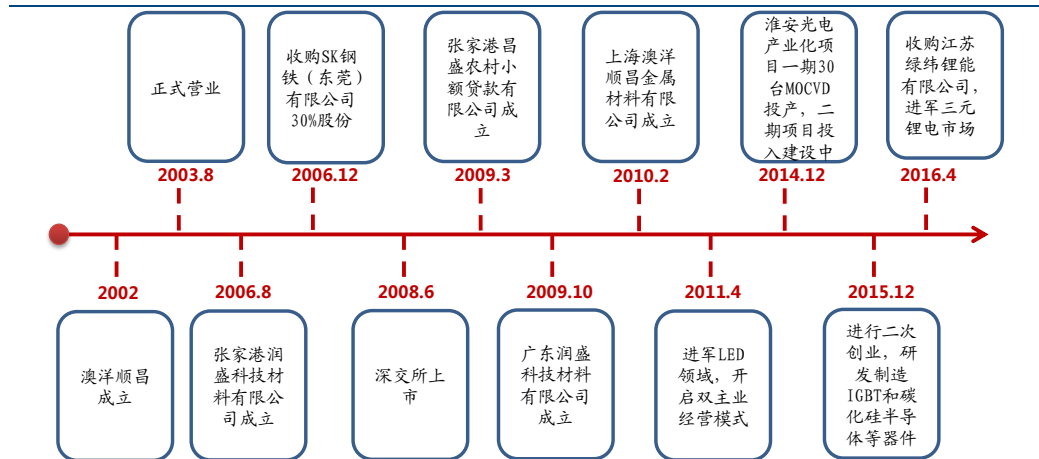 正式营业
收购SK钢
铁（东莞）
有限公司
30%股份
张家港昌
盛农村小
额贷款有
限公司成
立
上海澳洋
顺昌金属
材料有限
公司成立
淮安光电
产业化项
目一期30
台MOCVD
投产，二
期项目投
入建设中
收购江苏
绿纬锂能
有限公司，
进军三元
锂电市场
2003.8
2006.12
2009.3
2010.2
2014.12
2016.4
2002
2006.8
2008.6
2009.10
2011.4
2015.12
澳洋顺昌
成立
张家港润
盛科技材
料有限公
司成立
深交所上
市
广东润盛
科技材料
有限公司
成立
进军LED
领域，开
启双主业
经营模式
进行二次
创业，研
发制造
IGBT和碳
化硅半导
体等器件